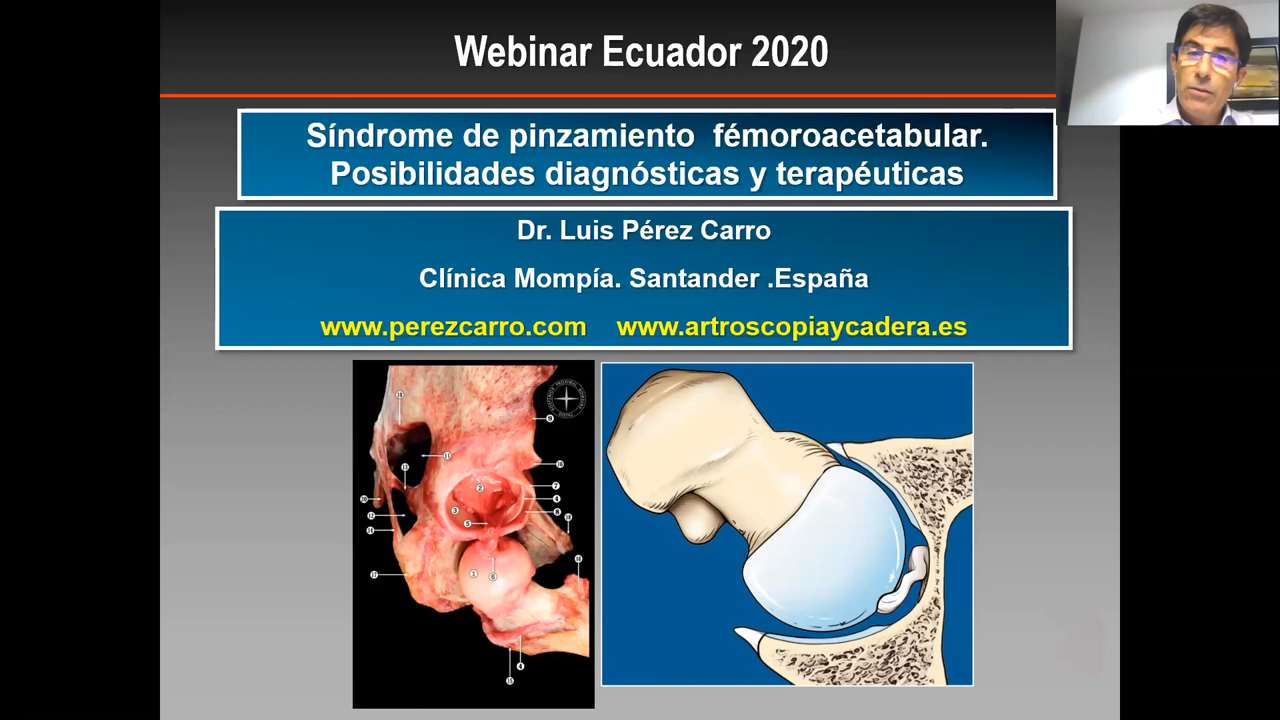 Webinar Ecuador 2020
Síndrome de pinzamiento fémoroacetabular.
Posibilidades diagnósticas y terapéuticas
Dr. Luis Pérez Carro
Clínica Mompía. Santander .España
www.perezcarro.com www.artroscopiaycadera.es